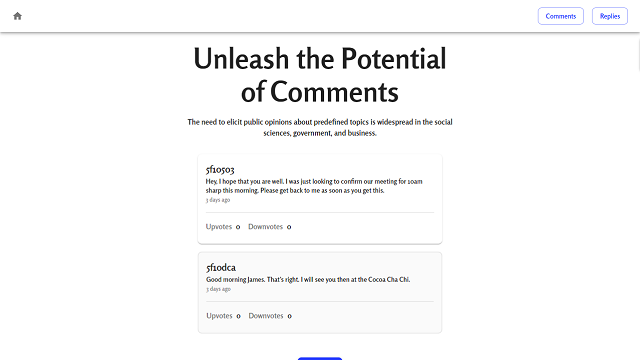 Comments
Replies
Unleash the Potential
of Comments
The need to elicit public opinions about predefined topics is widespread in the social
sciences, government, and business.
5f10503
Hey, I hope that you are well. I was just looking to confirm our meeting for 10am
sharp this morning. Please get back to me as soon as you get this.
3 days ago
Upvotes 0 Downvotes 0
5f10dca
Good morning James. That's right. I will see you then at the Cocoa Cha Chi.
3 days ago
Upvotes 0 Downvotes 0